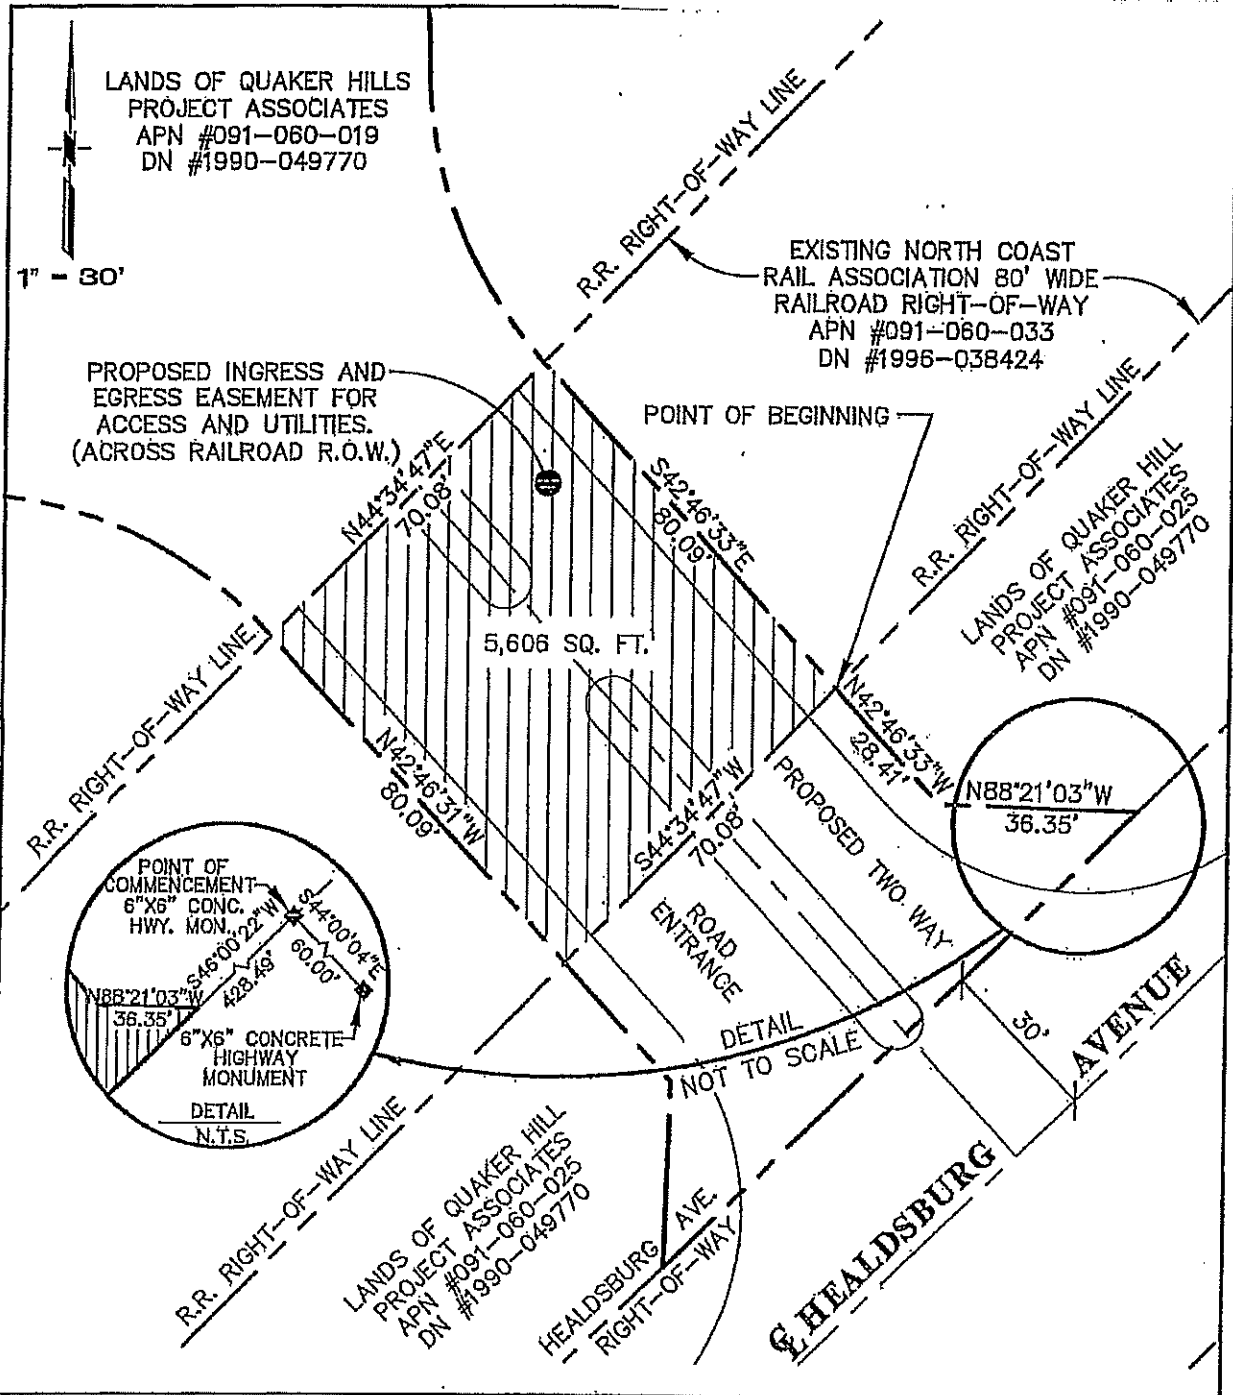 LANDS OF QUAKER HILLS
PROJECT ASSOCIATES
APN #091-060-019
DN #1990-049770
1" - 30'
R.R. RIGHT-OF-WAY LINE
EXISTING NORTH COAST
RAIL ASSOCIATION 80' WIDE
RAILROAD RIGHT-OF-WAY
APN #091-060-033
DN #1996-038424
PROPOSED INGRESS AND
EGRESS EASEMENT FOR
ACCESS AND UTILITIES.
(ACROSS RAILROAD R.O.W.)
POINT OF BEGINNING
N44°34'47"E
70.08'
S42°46'33"E
80.09'
R.R. RIGHT-OF-WAY LINE
LANDS OF QUAKER HILL
PROJECT ASSOCIATES
APN #091-060-025
DN #1990-049770
5,606 SQ. FT.
R.R. RIGHT-OF-WAY LINE
N42°46'31"W
80.09'
S44°34'47"W
70.08'
N42°46'33"W
28.41'
N88°21'03"W
36.35'
PROPOSED TWO WAY
ROAD
ENTRANCE
POINT OF
COMMENCEMENT
6"X6" CONC.
HWY. MON.
S46°00'22"W
428.49'
S44°00'04"E
60.00'
N88°21'03"W
36.35'
6"X6" CONCRETE
HIGHWAY
MONUMENT
DETAIL
N.T.S.
DETAIL
NOT TO SCALE
30'
R.R. RIGHT-OF-WAY LINE
LANDS OF QUAKER HILL
PROJECT ASSOCIATES
APN #091-060-025
DN #1990-049770
HEALDSBURG AVE.
RIGHT-OF-WAY
℄ HEALDSBURG AVENUE